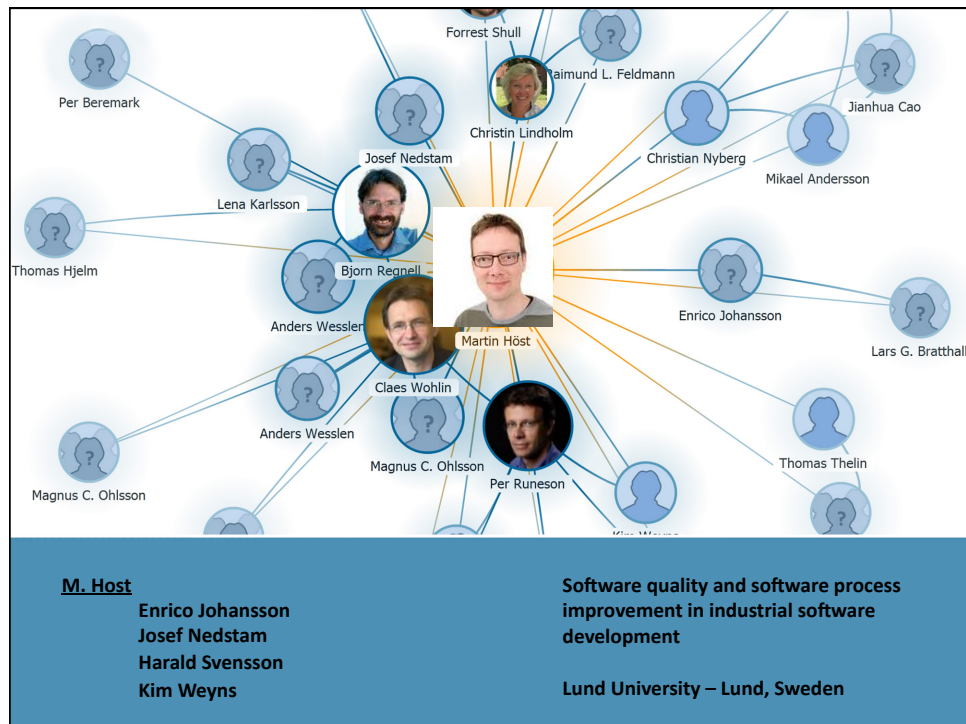 Forrest Shull
Raimund L. Feldmann
Per Beremark
Jianhua Cao
Christin Lindholm
Josef Nedstam
Christian Nyberg
Mikael Andersson
Lena Karlsson
Thomas Hjelm
Bjorn Regnell
Anders Wesslen
Enrico Johansson
Martin Höst
Lars G. Bratthall
Claes Wohlin
Anders Wesslen
Thomas Thelin
Magnus C. Ohlsson
Per Runeson
Magnus C. Ohlsson
Kim Weyns
M. Host
Enrico Johansson
Josef Nedstam
Harald Svensson
Kim Weyns
Software quality and software process
improvement in industrial software
development
Lund University – Lund, Sweden